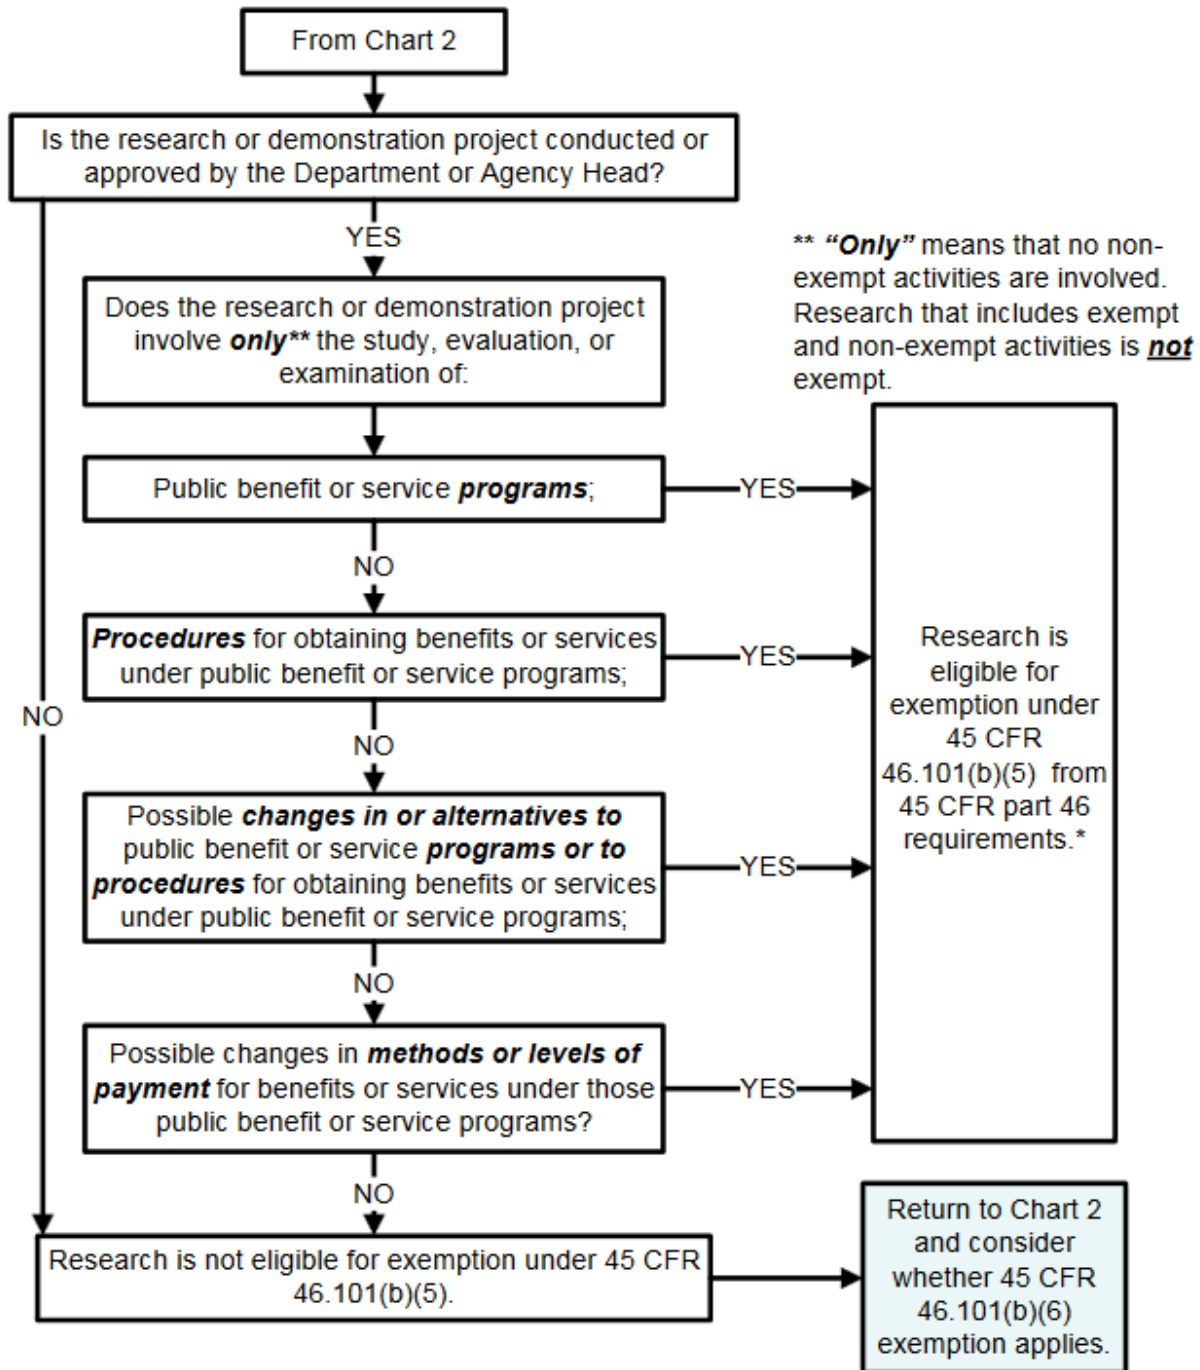 From Chart 2
Is the research or demonstration project conducted or
approved by the Department or Agency Head?
YES
** “Only” means that no non-
exempt activities are involved.
Research that includes exempt
and non-exempt activities is not
exempt.
Does the research or demonstration project
involve only** the study, evaluation, or
examination of:
Public benefit or service programs;
YES
NO
Procedures for obtaining benefits or services
under public benefit or service programs;
YES
NO
NO
Possible changes in or alternatives to
public benefit or service programs or to
procedures for obtaining benefits or services
under public benefit or service programs;
YES
NO
Possible changes in methods or levels of
payment for benefits or services under those
public benefit or service programs?
YES
NO
Research is
eligible for
exemption under
45 CFR
46.101(b)(5) from
45 CFR part 46
requirements.*
Research is not eligible for exemption under 45 CFR
46.101(b)(5).
Return to Chart 2
and consider
whether 45 CFR
46.101(b)(6)
exemption applies.